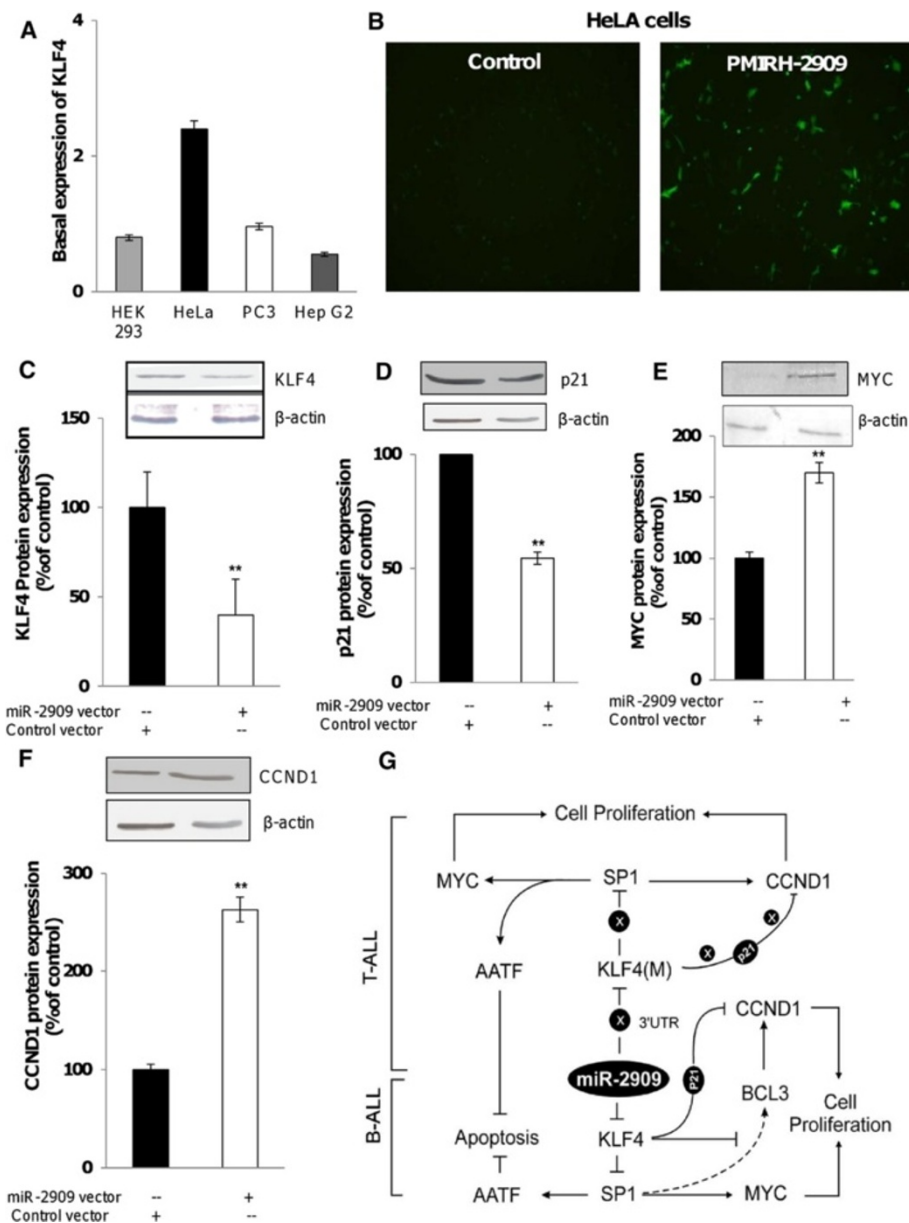 A
Basal expression of KLF4
4
2
0
HEK
293
HeLa
PC3
Hep G2
B
HeLA cells
Control
PMIRH-2909
C
KLF4
β-actin
KLF4 Protein expression
(%of control)
150
100
50
0
**
miR-2909 vector -- +
Control vector + --
D
p21
β-actin
p21 protein expression
(%of control)
100
50
0
**
-- +
miR-2909 vector
Control vector + --
E
MYC
β-actin
MYC protein expression
(%of control)
200
150
100
50
0
**
miR-2909 vector -- +
Control vector + --
F
CCND1
β-actin
CCND1 protein expression
(%of control)
300
200
100
0
**
miR-2909 vector -- +
Control vector + --
G
T-ALL
B-ALL
Cell Proliferation
MYC
SP1
CCND1
X
X
AATF
KLF4(M)
X
p21
X
3'UTR
CCND1
miR-2909
P21
BCL3
Apoptosis
KLF4
Cell
Proliferation
AATF
SP1
MYC